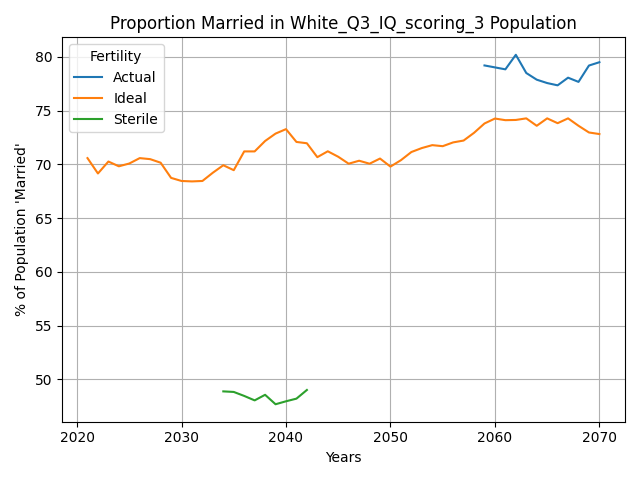 Proportion Married in White_Q3_IQ_scoring_3 Population
Fertility
Actual
Ideal
Sterile
% of Population 'Married'
80
75
70
65
60
55
50
2020
2030
2040
2050
2060
2070
Years